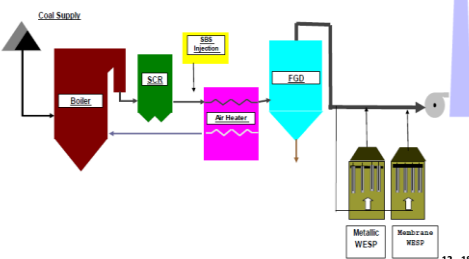 Coal Supply
SBS
Injection
SCR
FGD
Boiler
Air Heater
Metallic
WESP
Membrane
WESP